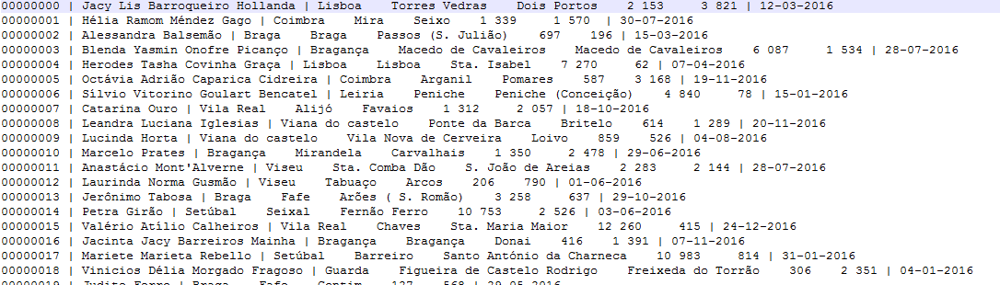 00000000 | Jacy Lis Barroqueiro Hollanda | Lisboa    Torres Vedras    Dois Portos    2 153     3 821 | 12-03-2016
00000001 | Hélia Ramom Méndez Gago | Coimbra    Mira    Seixo    1 339     1 570  | 30-07-2016
00000002 | Alessandra Balsemão | Braga    Braga    Passos (S. Julião)    697    196 | 15-03-2016
00000003 | Blenda Yasmin Onofre Picanço | Bragança    Macedo de Cavaleiros    Macedo de Cavaleiros    6 087     1 534 | 28-07-2016
00000004 | Herodes Tasha Covinha Graça | Lisboa    Lisboa    Sta. Isabel    7 270     62 | 07-04-2016
00000005 | Octávia Adrião Caparica Cidreira | Coimbra    Arganil    Pomares    587    3 168 | 19-11-2016
00000006 | Sílvio Vitorino Goulart Bencatel | Leiria    Peniche    Peniche (Conceição)    4 840     78 | 15-01-2016
00000007 | Catarina Ouro | Vila Real    Alijó    Favaios    1 312     2 057 | 18-10-2016
00000008 | Leandra Luciana Iglesias | Viana do castelo    Ponte da Barca    Britelo    614    1 289 | 20-11-2016
00000009 | Lucinda Horta | Viana do castelo    Vila Nova de Cerveira    Loivo    859    526 | 04-08-2016
00000010 | Marcelo Prates | Bragança    Mirandela    Carvalhais    1 350     2 478 | 29-06-2016
00000011 | Anastácio Mont'Alverne | Viseu    Sta. Comba Dão    S. João de Areias    2 283     2 144 | 28-07-2016
00000012 | Laurinda Norma Gusmão | Viseu    Tabuaço    Arcos    206    790 | 01-06-2016
00000013 | Jerônimo Tabosa | Braga    Fafe    Arões ( S. Romão)    3 258     637 | 29-10-2016
00000014 | Petra Girão | Setúbal    Seixal    Fernão Ferro    10 753     2 526 | 03-06-2016
00000015 | Valério Atílio Calheiros | Vila Real    Chaves    Sta. Maria Maior    12 260     415 | 24-12-2016
00000016 | Jacinta Jacy Barreiros Mainha | Bragança    Bragança    Donai    416    1 391 | 07-11-2016
00000017 | Mariete Marieta Rebello | Setúbal    Barreiro    Santo António da Charneca    10 983     814 | 31-01-2016
00000018 | Vinicios Délia Morgado Fragoso | Guarda    Figueira de Castelo Rodrigo    Freixeda do Torrão    306    2 351 | 04-01-2016
00000019 | Judite Ferro | Braga    Fafe